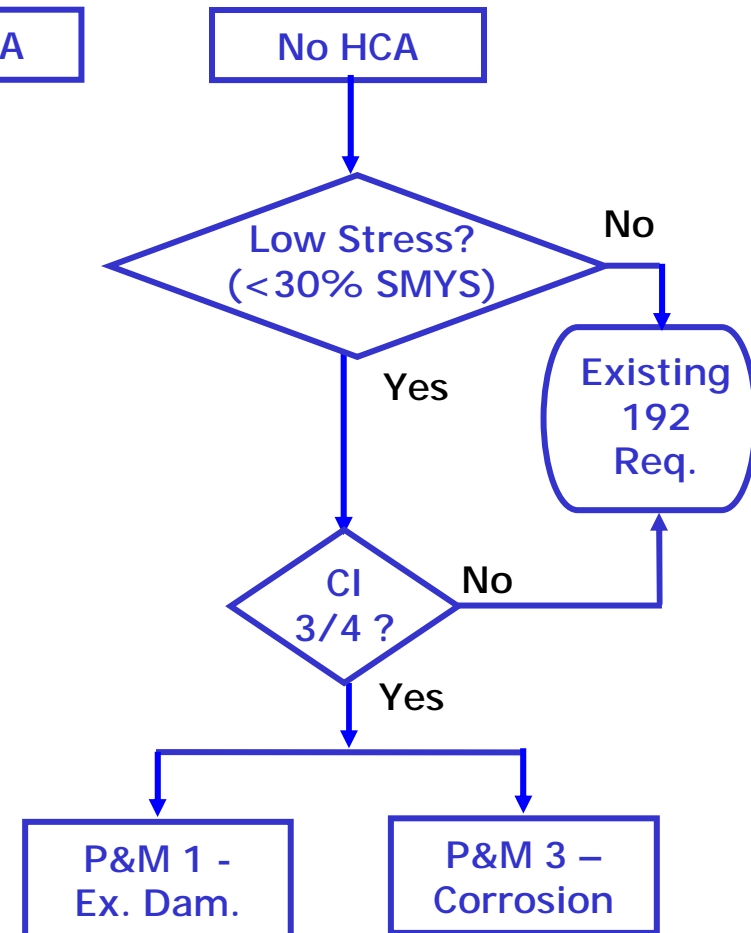 A
No HCA
Low Stress?
(<30% SMYS)
No
Existing
192
Req.
Yes
Cl
3/4 ?
No
Yes
P&M 1 -
Ex. Dam.
P&M 3 –
Corrosion